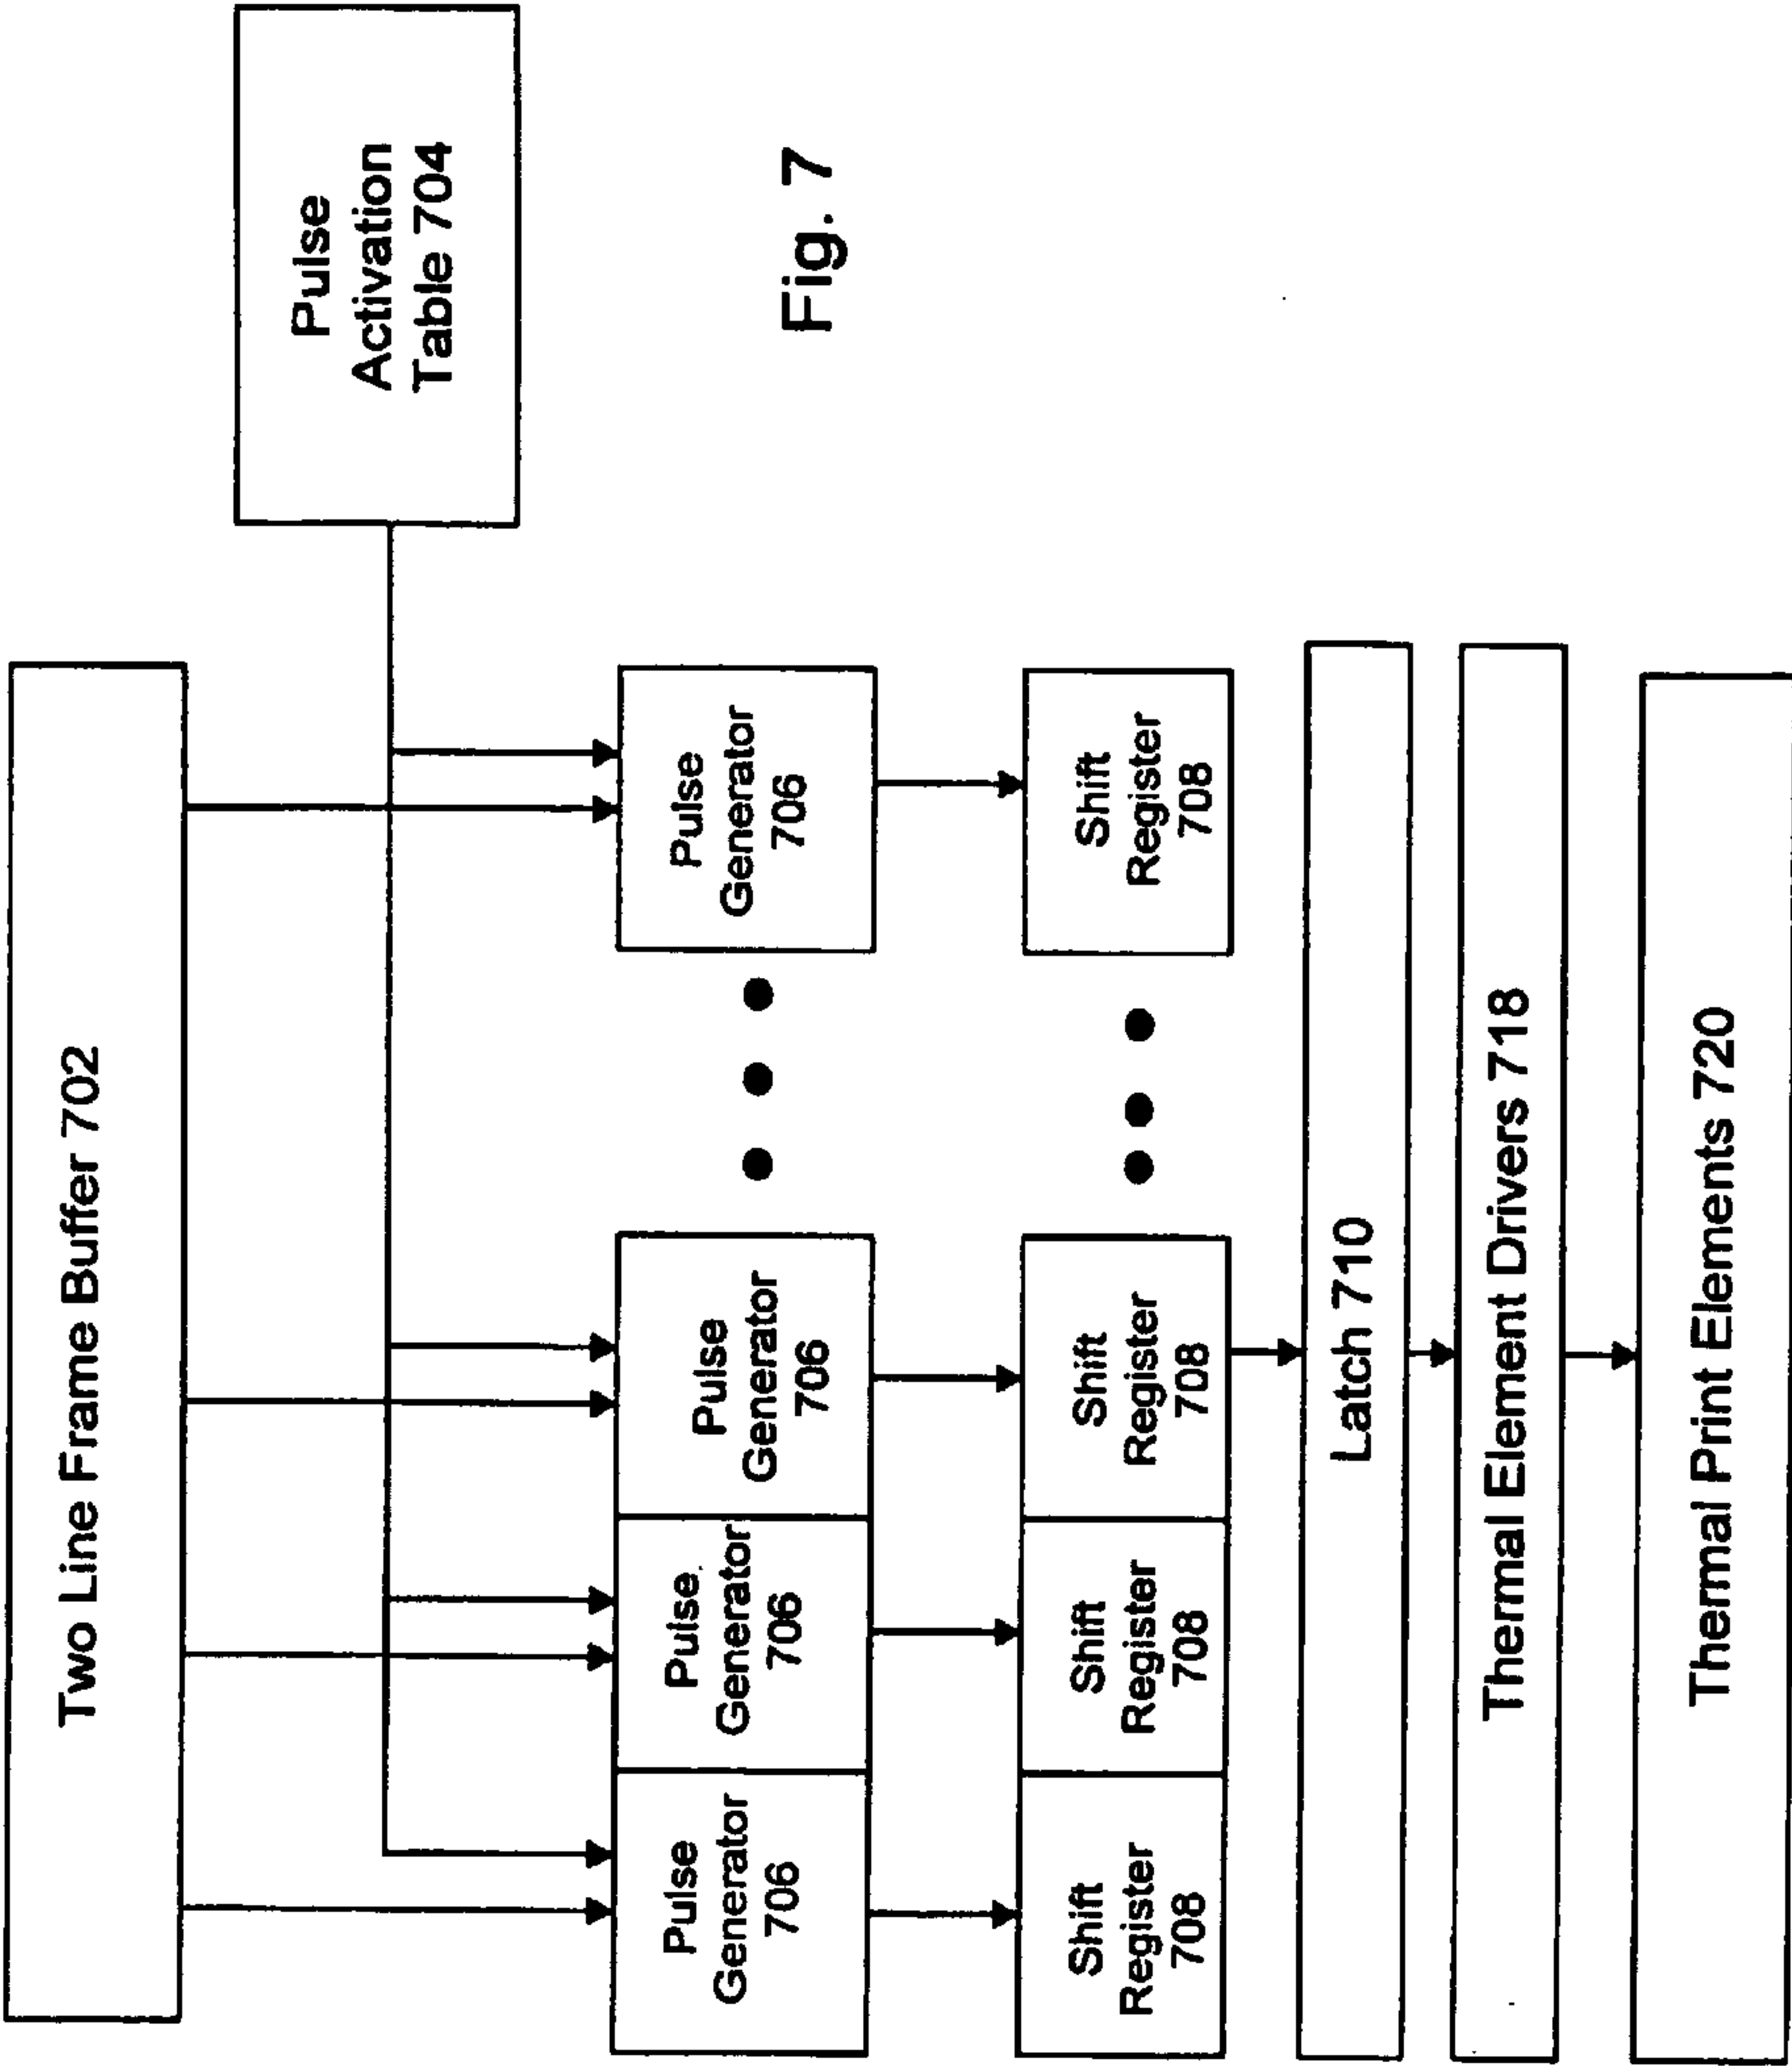 Two Line Frame Buffer 702
Pulse
Activation
Table 704
Pulse
Generator
706
Pulse
Generator
706
Pulse
Generator
706
Pulse
Generator
706
Shift
Register
708
Shift
Register
708
Shift
Register
708
Shift
Register
708
Latch 710
Thermal Element Drivers 718
Thermal Print Elements 720
Fig. 7